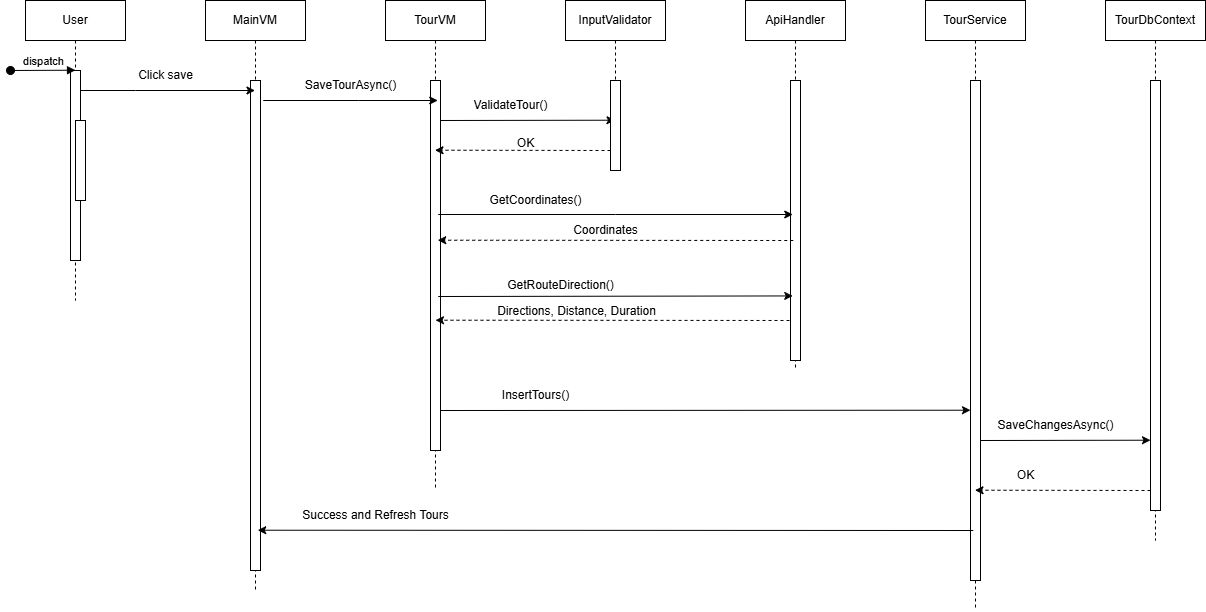 User
MainVM
TourVM
InputValidator
ApiHandler
TourService
TourDbContext
dispatch
Click save
SaveTourAsync()
ValidateTour()
OK
GetCoordinates()
Coordinates
GetRouteDirection()
Directions, Distance, Duration
InsertTours()
SaveChangesAsync()
OK
Success and Refresh Tours